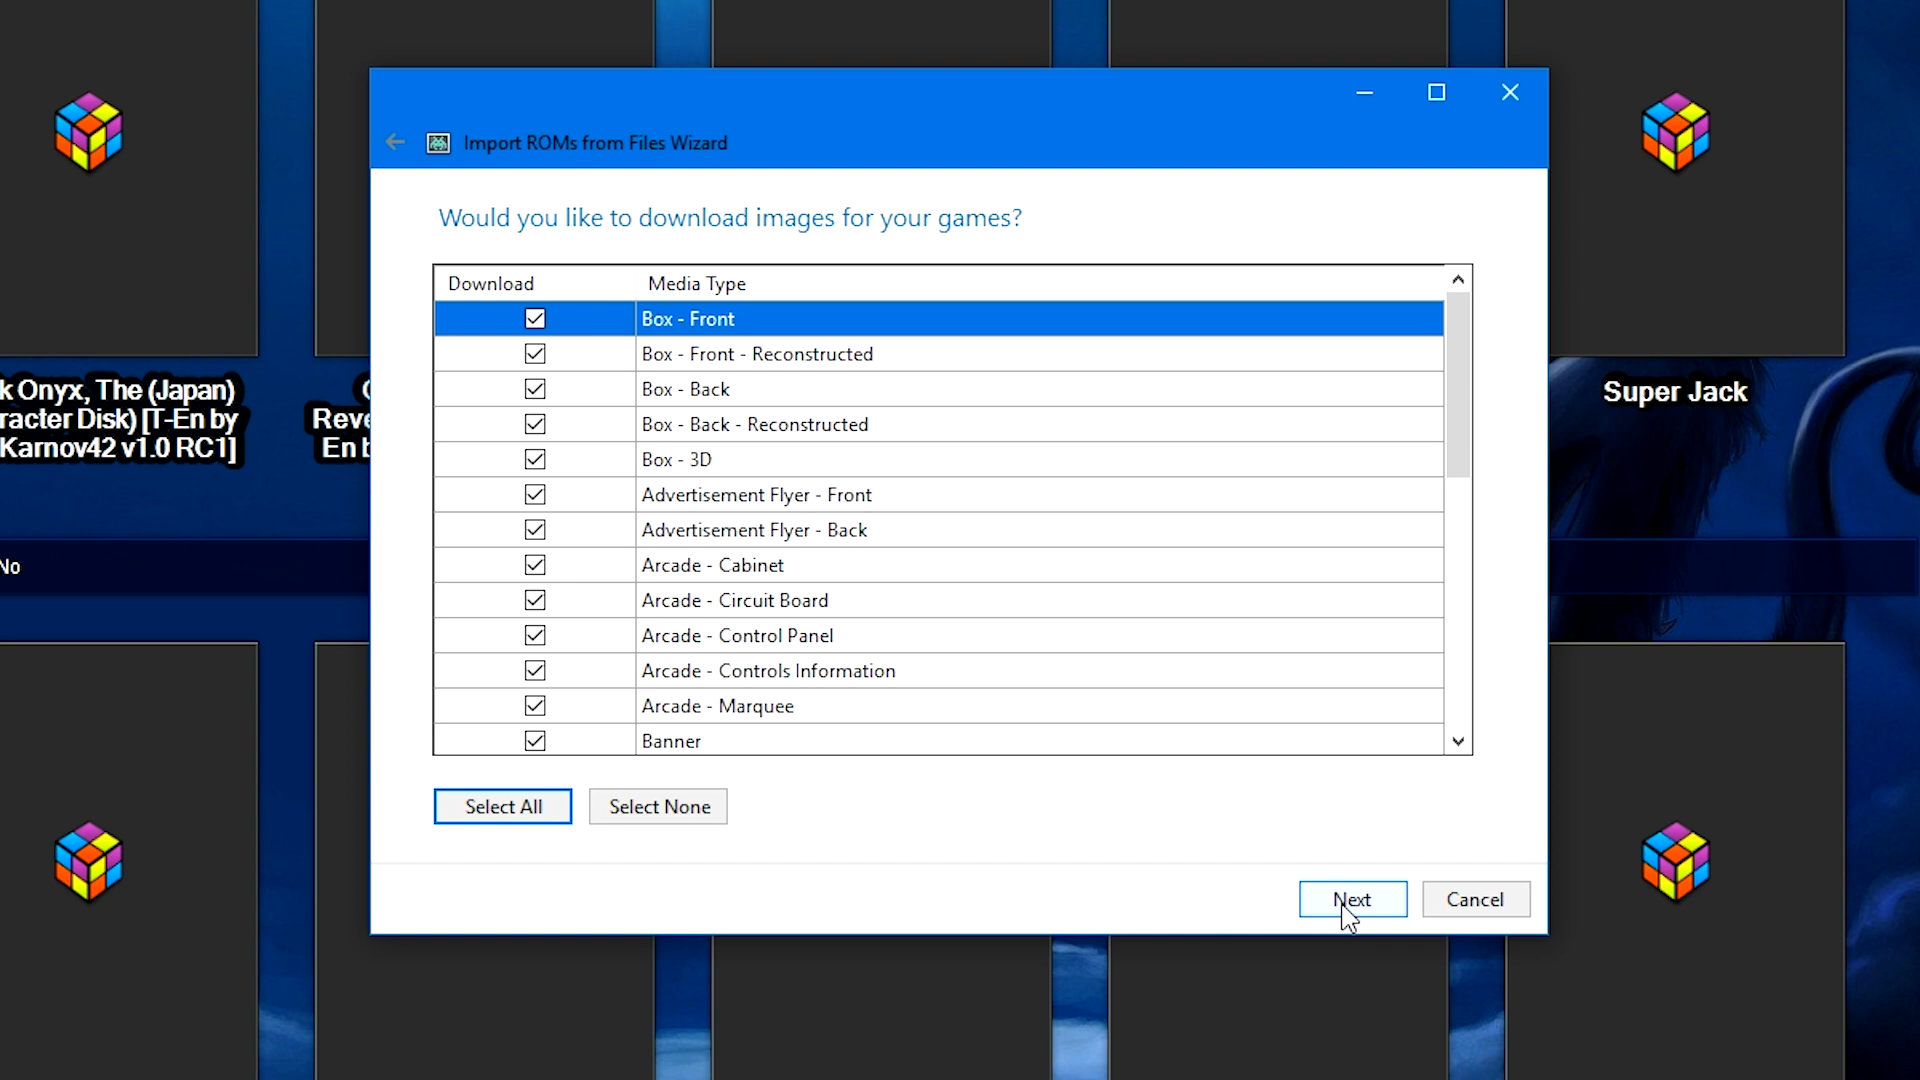 Import ROMs from Files Wizard
Would you like to download images for your games?
Download Media Type
Box - Front
Box - Front - Reconstructed
Box - Back
Box - Back - Reconstructed
Box - 3D
Advertisement Flyer - Front
Advertisement Flyer - Back
Arcade - Cabinet
Arcade - Circuit Board
Arcade - Control Panel
Arcade - Controls Information
Arcade - Marquee
Banner
Select All Select None
Next Cancel
k Onyx, The (Japan)
racter Disk) [T-En by
Karnov42 v1.0 RC1]
Reve
En b
Super Jack
No